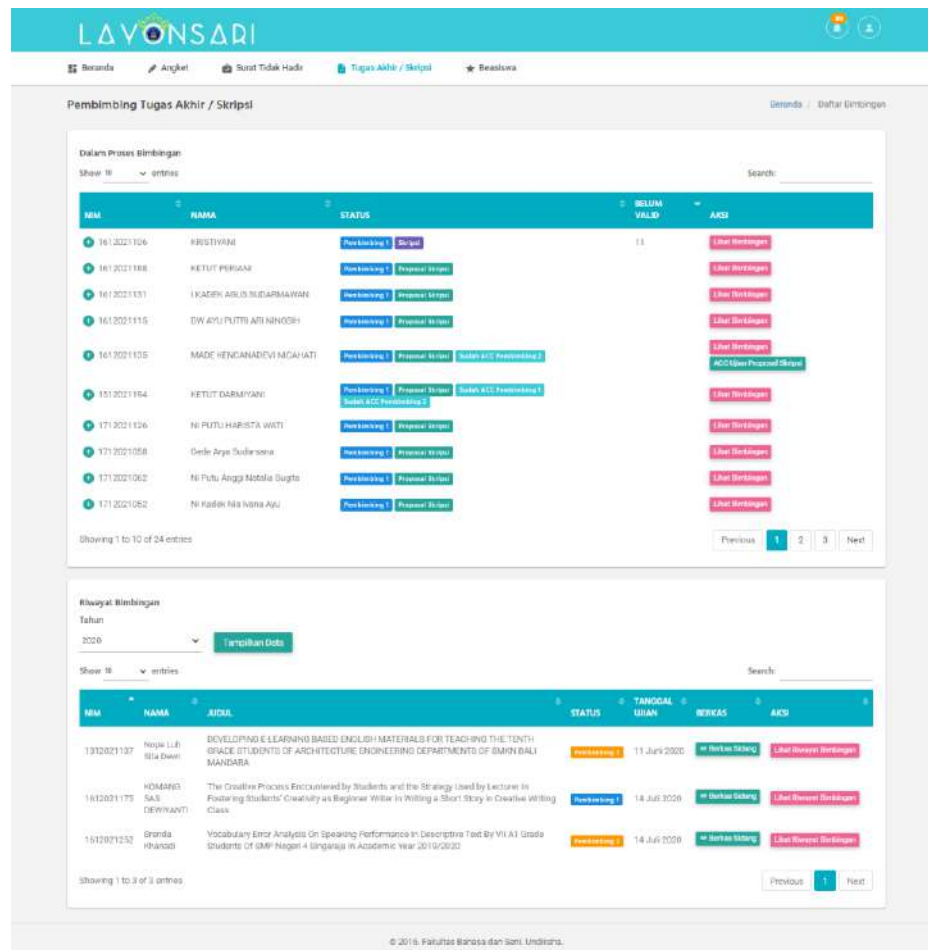 LAVONSARI
Beranda Angket Surat Tidak Hadir Tugas Akhir / Skripsi Beasiswa
Pembimbing Tugas Akhir / Skripsi Beranda / Daftar Bimbingan
Dalam Proses Bimbingan
Show 10 entries Search:
NIM NAMA STATUS BELUM VALID AKSI
1612021106 KRISTIYANI Pembimbing 1 Skripsi 11 Lihat Bimbingan
1612021188 KETUT PERIANI Pembimbing 1 Proposal Skripsi Lihat Bimbingan
1612021131 I KADEK AGUS SUDARMAWAN Pembimbing 1 Proposal Skripsi Lihat Bimbingan
1612021115 DW AYU PUTRI ARI NINGSIH Pembimbing 1 Proposal Skripsi Lihat Bimbingan
1612021135 MADE Pembimbing 1 Proposal Skripsi Sudah ACC Pembimbing 2 Lihat Bimbingan
ACC Ujian Proposal Skripsi
1512021194 KETUT DARMIYANI Pembimbing 1 Proposal Skripsi Sudah ACC Pembimbing 1 Lihat Bimbingan
Sudah ACC Pembimbing 2
1712021126 NI PUTU HARISTA WATI Pembimbing 1 Proposal Skripsi Lihat Bimbingan
1712021058 Gede Arya Sudarsana Pembimbing 1 Proposal Skripsi Lihat Bimbingan
1712021062 Ni Putu Anggi Natalia Sugita Pembimbing 1 Proposal Skripsi Lihat Bimbingan
1712021052 Ni Kadek Nia Ivana Ayu Pembimbing 1 Proposal Skripsi Lihat Bimbingan
Showing 1 to 10 of 24 entries Previous 1 2 3 Next
Riwayat Bimbingan
Tahun
2020 Tampilkan Data
Show 10 entries Search:
NIM NAMA JUDUL STATUS TANGGAL UJIAN BERKAS AKSI
1312021137 Nope Luh Sita Dewi DEVELOPING E-LEARNING BASED ENGLISH MATERIALS FOR TEACHING THE TENTH
GRADE STUDENTS OF ARCHITECTURE ENGINEERING DEPARTMENTS OF SMKN BALI
MANDARA Pembimbing 2 11 Juni 2020 Berkas Sidang Lihat Riwayat Bimbingan
1612021175 KOMANG SAS DEWIYANTI The Creative Process Encountered by Students and the Strategy Used by Lecturer in
Fostering Students' Creativity as Beginner Writer in Writing a Short Story in Creative Writing
Class Pembimbing 1 14 Juli 2020 Berkas Sidang Lihat Riwayat Bimbingan
1612021252 Brenda Khanadi Vocabulary Error Analysis On Speaking Performance in Descriptive Text By VII A1 Grade
Students Of SMP Negeri 4 Singaraja In Academic Year 2019/2020 Pembimbing 2 14 Juli 2020 Berkas Sidang Lihat Riwayat Bimbingan
Showing 1 to 3 of 3 entries Previous 1 Next
© 2016. Fakultas Bahasa dan Seni. Undiksha.